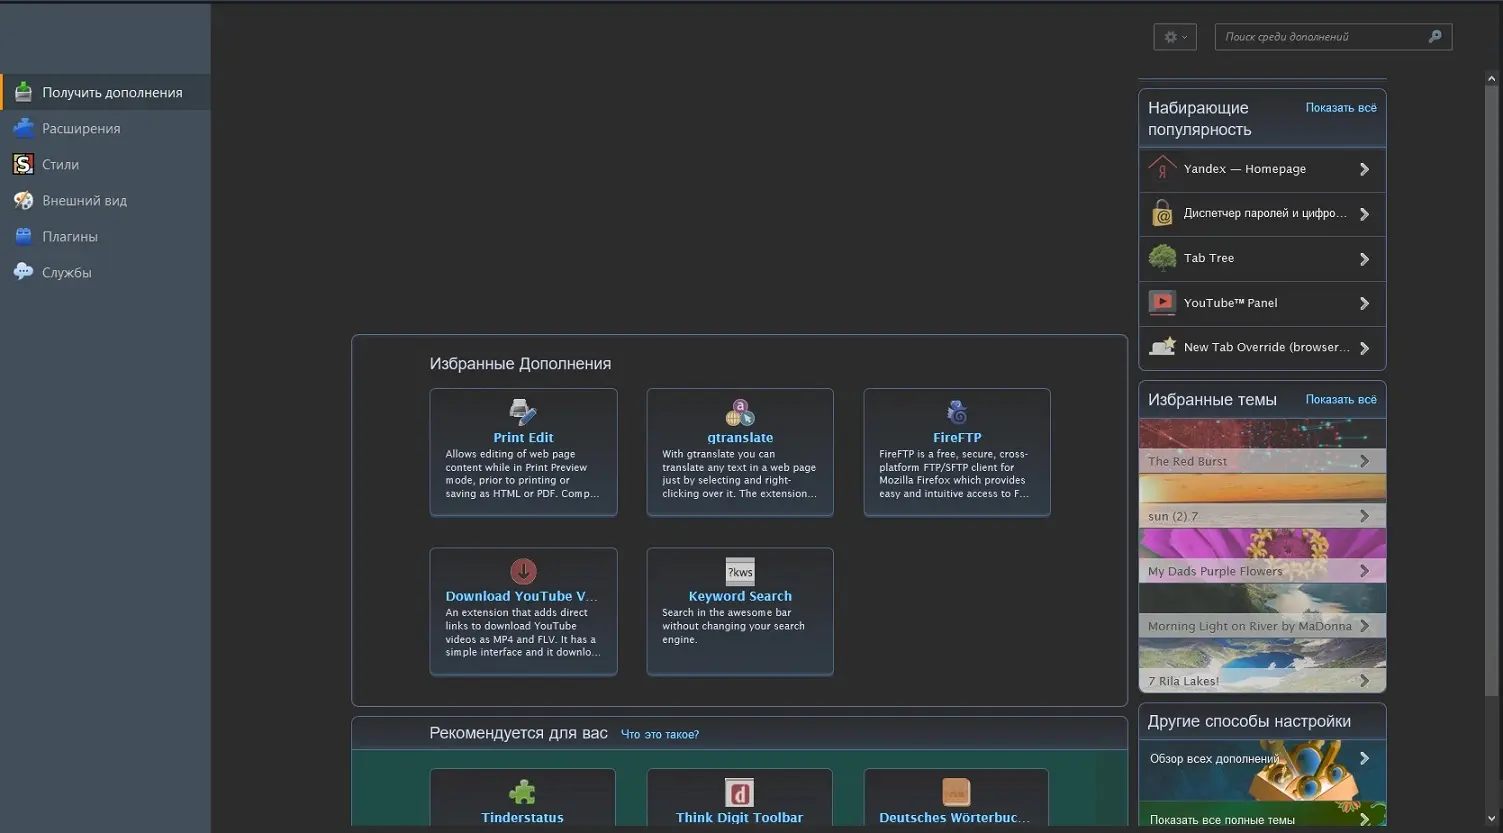 Поиск среди дополнений
Получить дополнения
Расширения
Стили
Внешний вид
Плагины
Службы
Избранные Дополнения
Print Edit
Allows editing of web page
content while in Print Preview
mode, prior to printing or
saving as HTML or PDF. Comp...
gtranslate
With gtranslate you can
translate any text in a web page
just by selecting and right-
clicking over it. The extension...
FireFTP
FireFTP is a free, secure, cross-
platform FTP/SFTP client for
Mozilla Firefox which provides
easy and intuitive access to F...
Download YouTube V...
An extension that adds direct
links to download YouTube
videos as MP4 and FLV. It has a
simple interface and it downlo...
?kws
Keyword Search
Search in the awesome bar
without changing your search
engine.
Рекомендуется для вас Что это такое?
Tinderstatus
Think Digit Toolbar
Deutsches Wörterbuc...
Набирающие
популярность
Показать всё
Yandex — Homepage
Диспетчер паролей и цифро...
Tab Tree
YouTube™ Panel
New Tab Override (browser...
Избранные темы Показать всё
The Red Burst
sun (2) 7
My Dads Purple Flowers
Morning Light on River by MaDonna
7 Rila Lakes!
Другие способы настройки
Обзор всех дополнений
Показать все полные темы